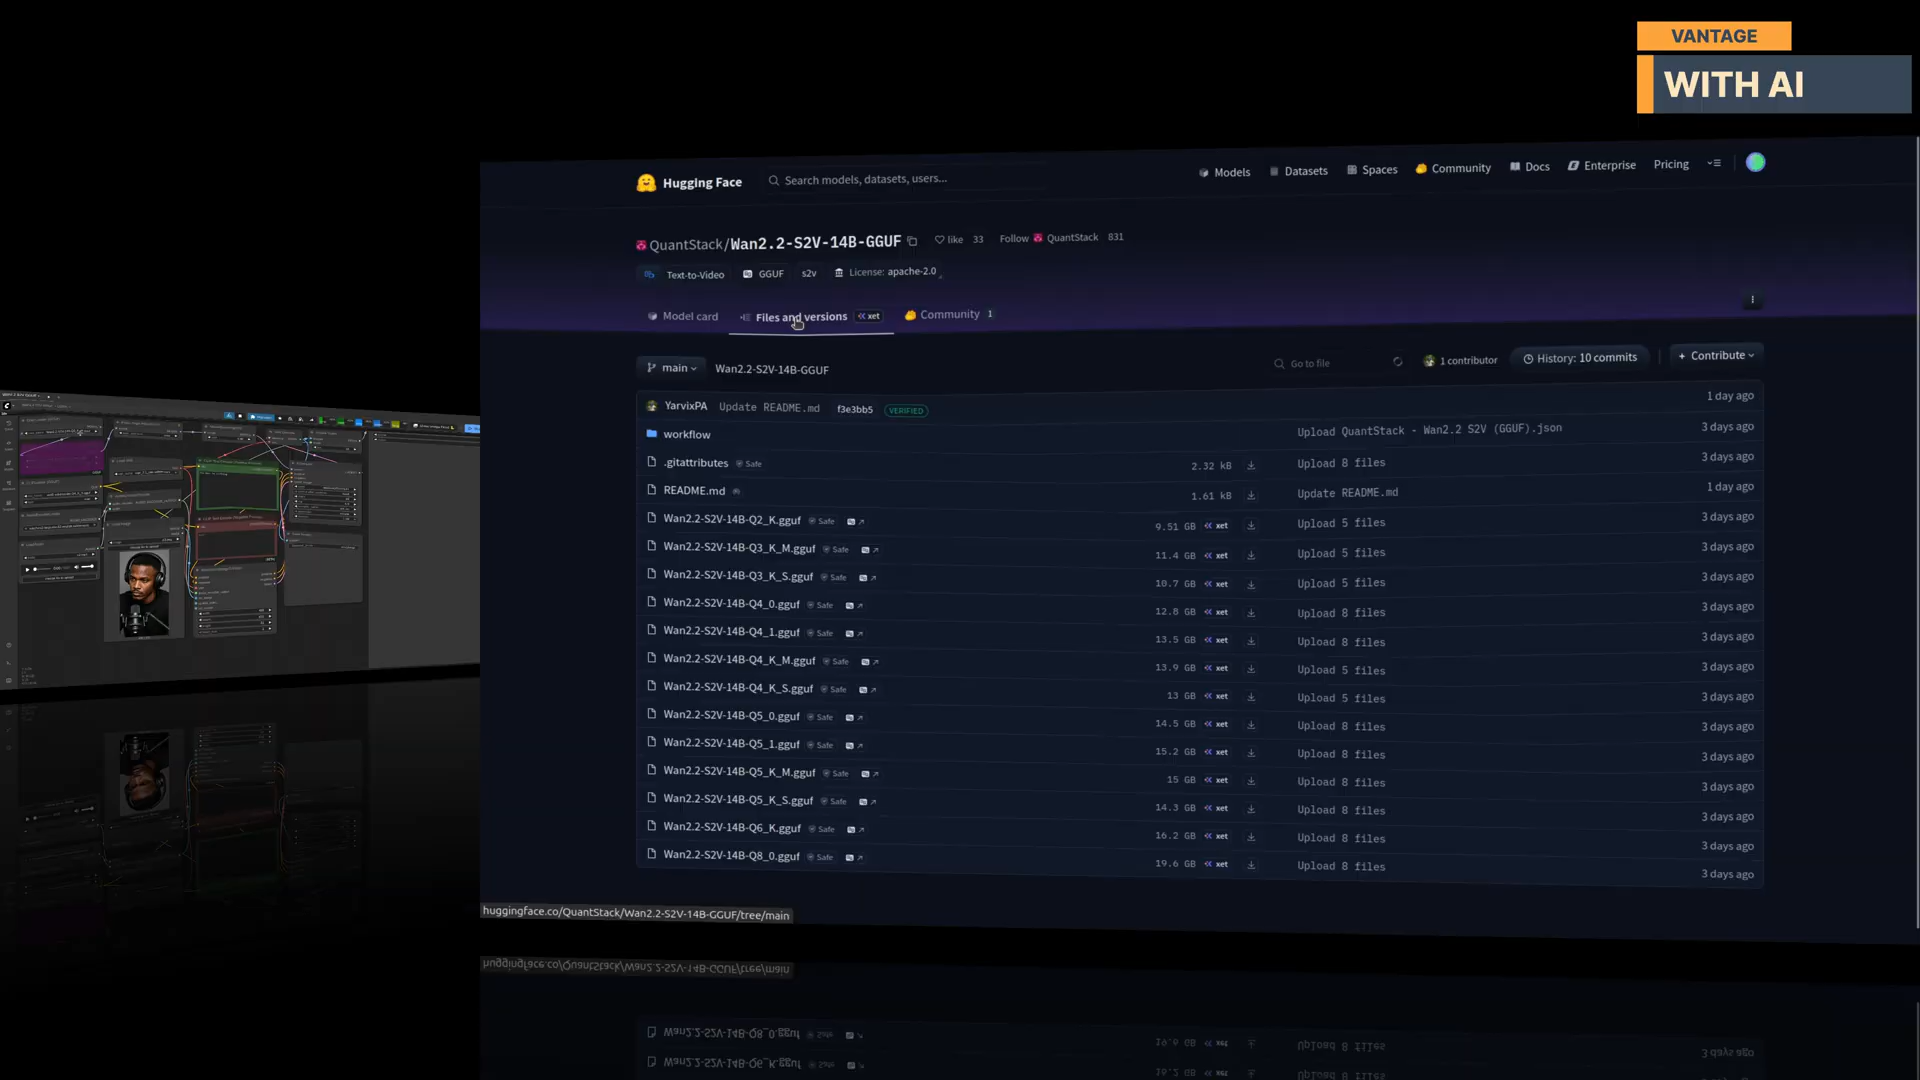 VANTAGE
WITH AI
Hugging Face
Search models, datasets, users...
Models
Datasets
Spaces
Community
Docs
Enterprise
Pricing
QuantStack/Wan2.2-S2V-14B-GGUF
like 33
Follow QuantStack 831
Text-to-Video
GGUF
s2v
License: apache-2.0
Model card
Files and versions
xet
Community 1
main
Wan2.2-S2V-14B-GGUF
Go to file
1 contributor
History: 10 commits
+ Contribute
YarvixPA Update README.md f3e3bb5 VERIFIED 1 day ago
workflow Upload QuantStack - Wan2.2 S2V (GGUF).json 3 days ago
.gitattributes Safe 2.32 kB Upload 8 files 3 days ago
README.md 1.61 kB Update README.md 1 day ago
Wan2.2-S2V-14B-Q2_K.gguf Safe 9.51 GB xet Upload 5 files 3 days ago
Wan2.2-S2V-14B-Q3_K_M.gguf Safe 11.4 GB xet Upload 5 files 3 days ago
Wan2.2-S2V-14B-Q3_K_S.gguf Safe 10.7 GB xet Upload 5 files 3 days ago
Wan2.2-S2V-14B-Q4_0.gguf Safe 12.8 GB xet Upload 8 files 3 days ago
Wan2.2-S2V-14B-Q4_1.gguf Safe 13.5 GB xet Upload 8 files 3 days ago
Wan2.2-S2V-14B-Q4_K_M.gguf Safe 13.9 GB xet Upload 5 files 3 days ago
Wan2.2-S2V-14B-Q4_K_S.gguf Safe 13 GB xet Upload 5 files 3 days ago
Wan2.2-S2V-14B-Q5_0.gguf Safe 14.5 GB xet Upload 8 files 3 days ago
Wan2.2-S2V-14B-Q5_1.gguf Safe 15.2 GB xet Upload 8 files 3 days ago
Wan2.2-S2V-14B-Q5_K_M.gguf Safe 15 GB xet Upload 8 files 3 days ago
Wan2.2-S2V-14B-Q5_K_S.gguf Safe 14.3 GB xet Upload 8 files 3 days ago
Wan2.2-S2V-14B-Q6_K.gguf Safe 16.2 GB xet Upload 8 files 3 days ago
Wan2.2-S2V-14B-Q8_0.gguf Safe 19.6 GB xet Upload 8 files 3 days ago
huggingface.co/QuantStack/Wan2.2-S2V-14B-GGUF/tree/main